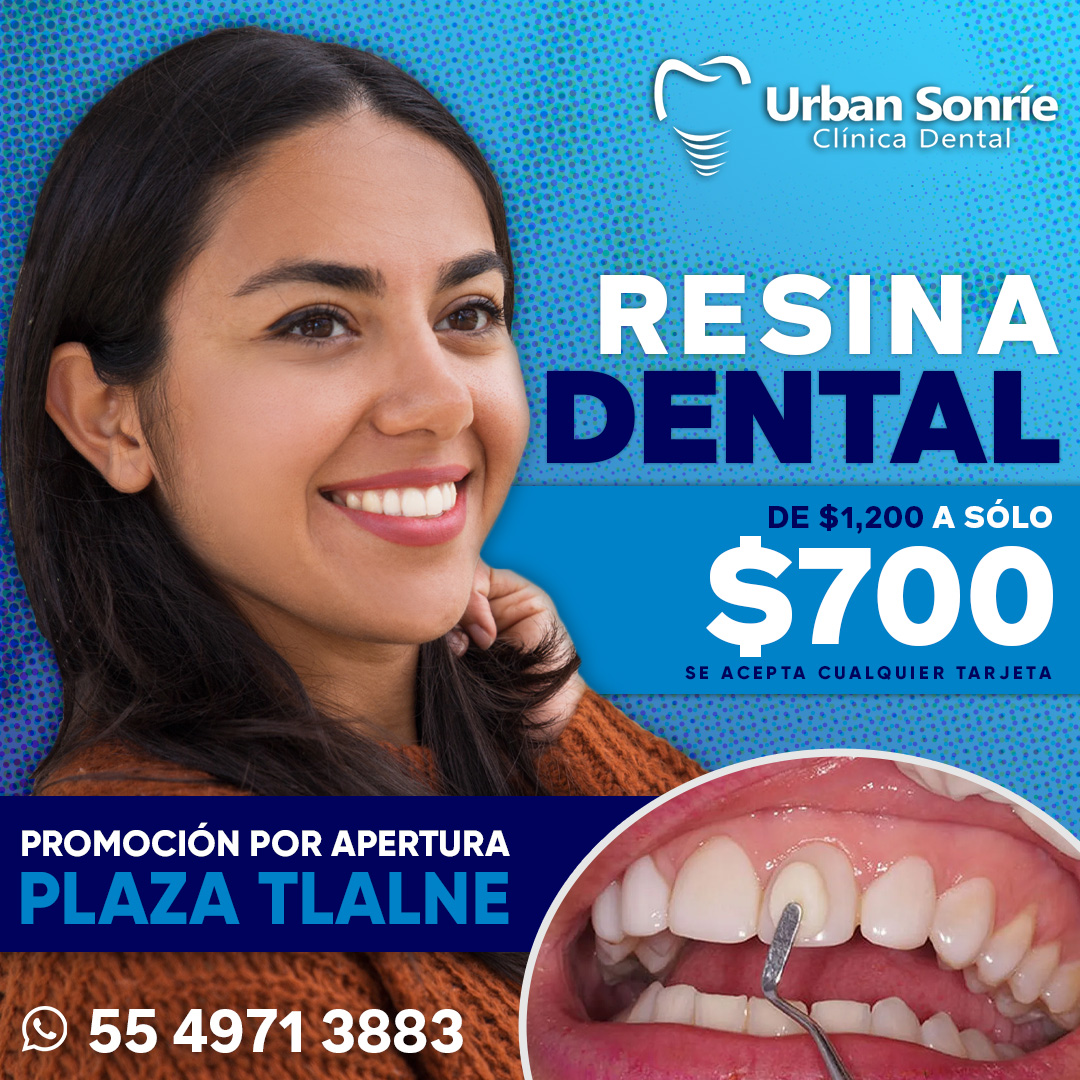 Urban Sonríe
Clínica Dental
RESINA
DENTAL
DE $1,200 A SÓLO
$700
SE ACEPTA CUALQUIER TARJETA
PROMOCIÓN POR APERTURA
PLAZA TLALNE
55 4971 3883